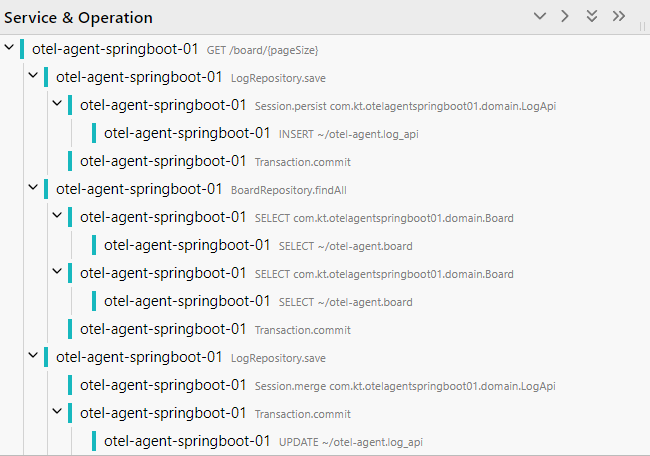 Service & Operation
otel-agent-springboot-01 GET /board/{pageSize}
otel-agent-springboot-01 LogRepository.save
otel-agent-springboot-01 Session.persist com.kt.otelagentspringboot01.domain.LogApi
otel-agent-springboot-01 INSERT ~/otel-agent.log_api
otel-agent-springboot-01 Transaction.commit
otel-agent-springboot-01 BoardRepository.findAll
otel-agent-springboot-01 SELECT com.kt.otelagentspringboot01.domain.Board
otel-agent-springboot-01 SELECT ~/otel-agent.board
otel-agent-springboot-01 SELECT com.kt.otelagentspringboot01.domain.Board
otel-agent-springboot-01 SELECT ~/otel-agent.board
otel-agent-springboot-01 Transaction.commit
otel-agent-springboot-01 LogRepository.save
otel-agent-springboot-01 Session.merge com.kt.otelagentspringboot01.domain.LogApi
otel-agent-springboot-01 Transaction.commit
otel-agent-springboot-01 UPDATE ~/otel-agent.log_api